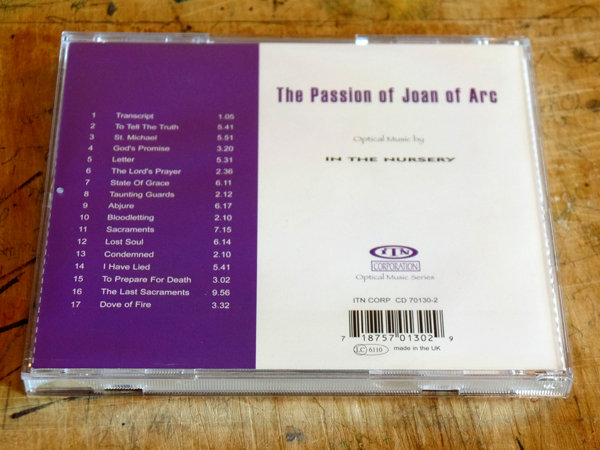 The Passion of Joan of Arc
Optical Music by
IN THE NURSERY
1 Transcript 1.05
2 To Tell The Truth 5.41
3 St. Michael 5.51
4 God's Promise 3.20
5 Letter 5.31
6 The Lord's Prayer 2.36
7 State Of Grace 6.11
8 Taunting Guards 2.12
9 Abjure 6.17
10 Bloodletting 2.10
11 Sacraments 7.15
12 Lost Soul 6.14
13 Condemned 2.10
14 I Have Lied 5.41
15 To Prepare For Death 3.02
16 The Last Sacraments 9.56
17 Dove of Fire 3.32
ITN
CORPORATION
Optical Music Series
ITN CORP CD 70130-2
7 18757 01302 9
LC 6110 made in the UK